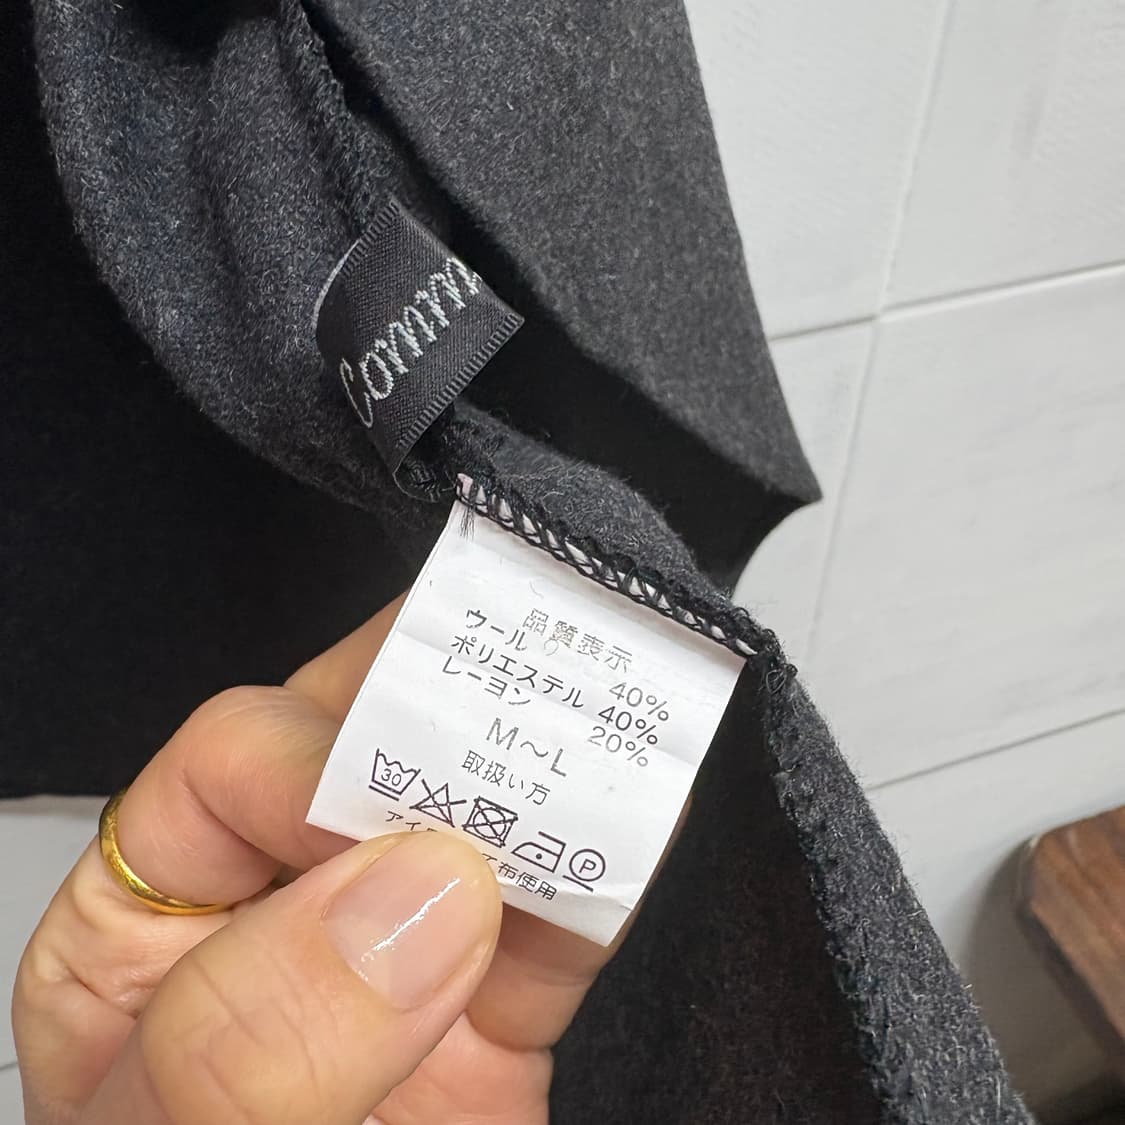 Comm
品質表示
ウール 40%
ポリエステル 40%
レーヨン 20%
M～L
取扱い方
30
P
布使用